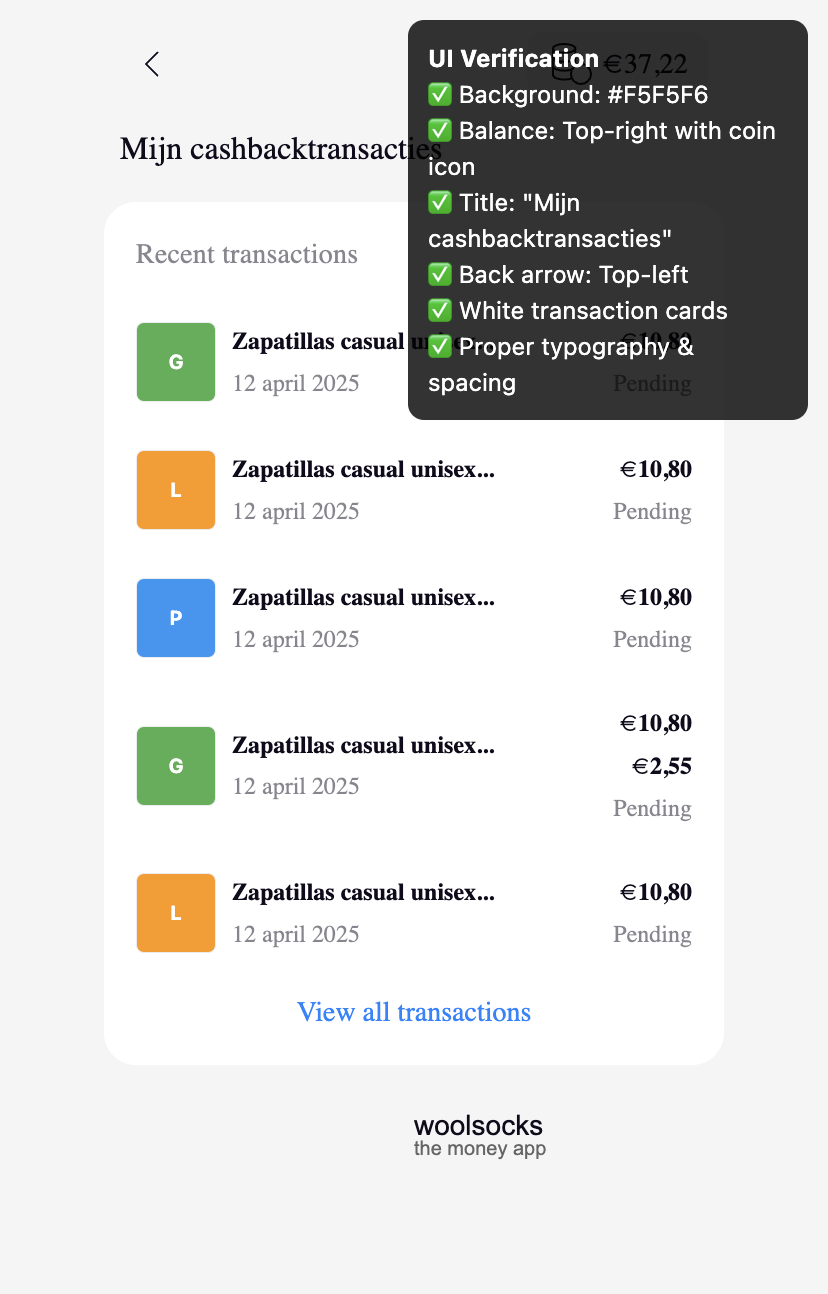 €37,22
UI Verification
✅ Background: #F5F5F6
✅ Balance: Top-right with coin
icon
✅ Title: "Mijn
cashbacktransacties"
✅ Back arrow: Top-left
✅ White transaction cards
✅ Proper typography &
spacing
Mijn cashbacktransacties
Recent transactions
G
Zapatillas casual unisex...
€10,80
12 april 2025
Pending
L
Zapatillas casual unisex...
€10,80
12 april 2025
Pending
P
Zapatillas casual unisex...
€10,80
12 april 2025
Pending
G
Zapatillas casual unisex...
€10,80
€2,55
12 april 2025
Pending
L
Zapatillas casual unisex...
€10,80
12 april 2025
Pending
View all transactions
woolsocks
the money app